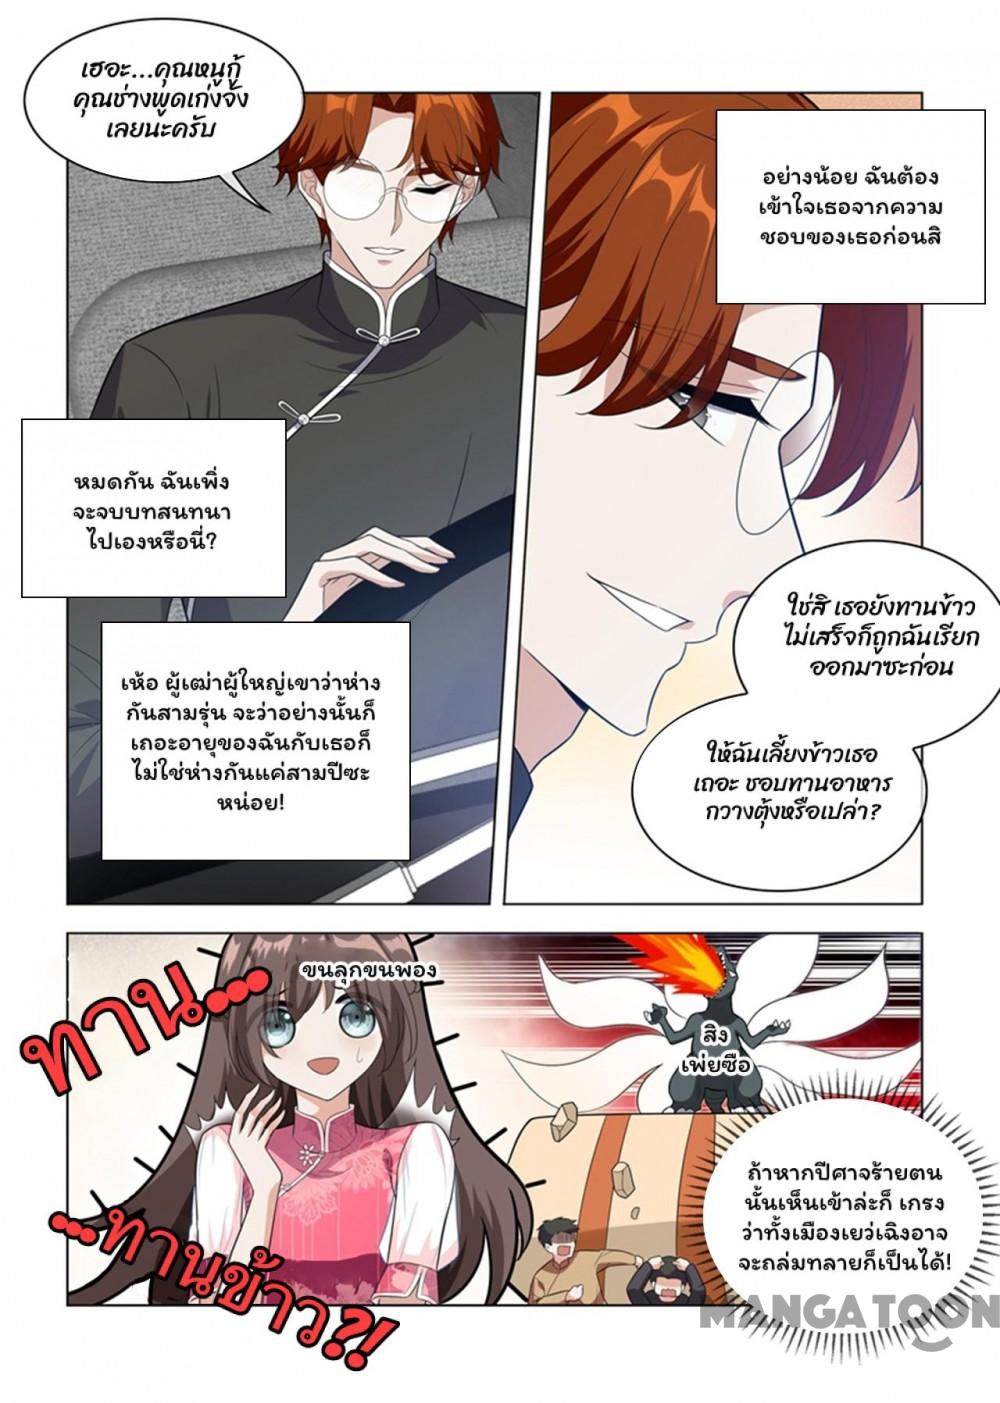 เฮอะ...คุณหนูกู้
คุณช่างพูดเก่งจัง
เลยนะครับ
อย่างน้อย ฉันต้อง
เข้าใจเธอจากความ
ชอบของเธอก่อนสิ
หมดกัน ฉันเพิ่ง
จะจบบทสนทนา
ไปเองหรือนี่?
เห้อ ผู้เฒ่าผู้ใหญ่เขาว่าห่าง
กันสามรุ่น จะว่าอย่างนั้นก็
เถอะอายุของฉันกับเธอก็
ไม่ใช่ห่างกันแค่สามปีซะ
หน่อย!
ใช่สิ เธอยังทานข้าว
ไม่เสร็จก็ถูกฉันเรียก
ออกมาซะก่อน
ให้ฉันเลี้ยงข้าวเธอ
เถอะ ชอบทานอาหาร
กวางตุ้งหรือเปล่า?
ทาน...
ขนลุกขนพอง
สิง
เพ่ยซือ
...ทานข้าว?!
ถ้าหากปีศาจร้ายตน
นั้นเห็นเข้าล่ะก็ เกรง
ว่าทั้งเมืองเยว่เฉิงอาจ
จะถล่มทลายก็เป็นได้!
MANGATOON